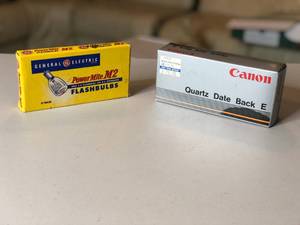 GENERAL ELECTRIC
PowerMite M2
FLASHBULBS
Canon
Quartz Date Back E